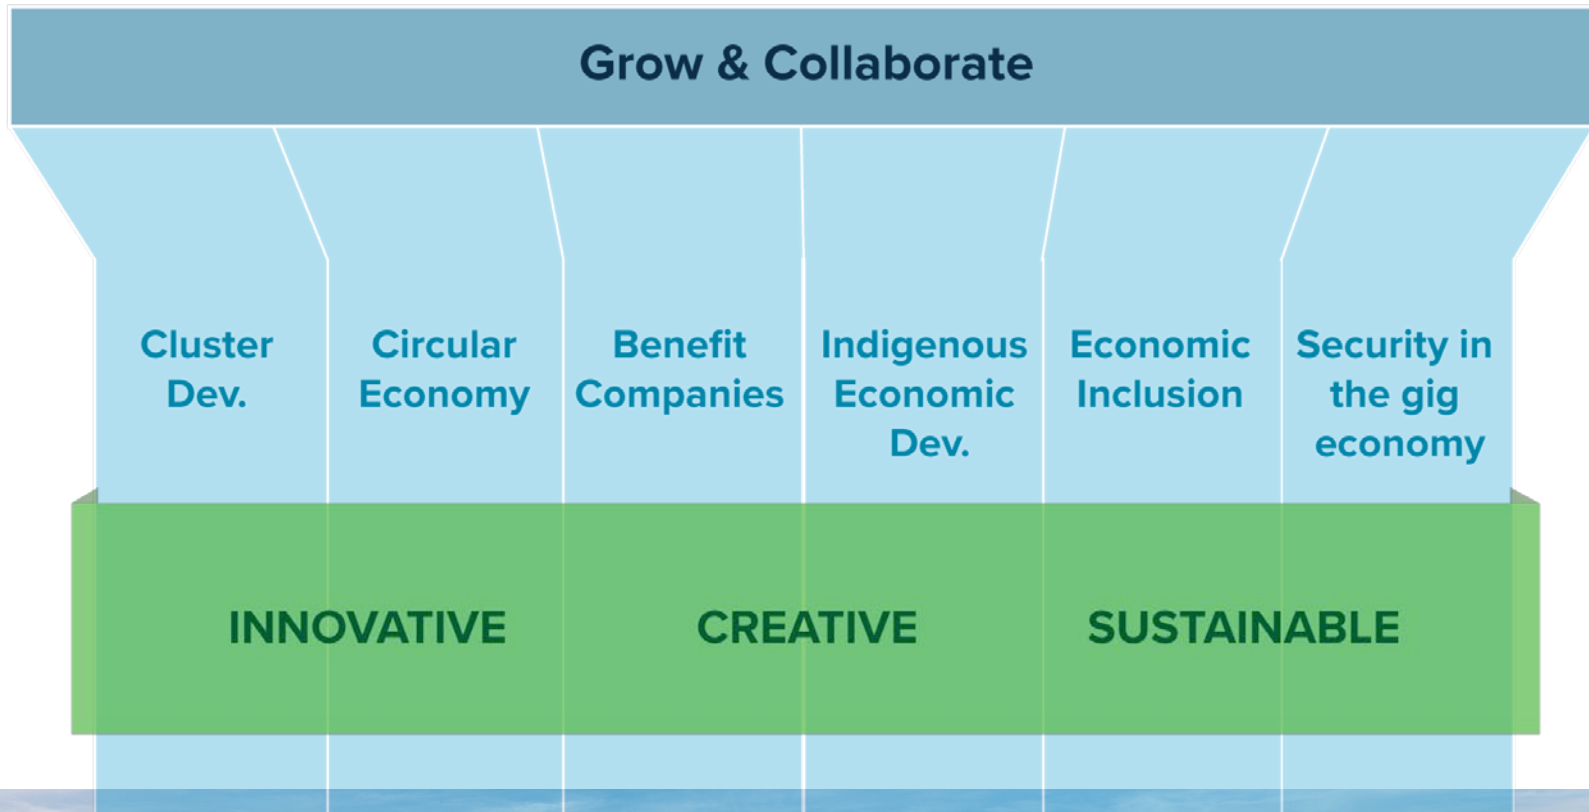 Grow & Collaborate
Cluster
Dev.
Circular
Economy
Benefit
Companies
Indigenous
Economic
Dev.
Economic
Inclusion
Security in
the gig
economy
INNOVATIVE
CREATIVE
SUSTAINABLE